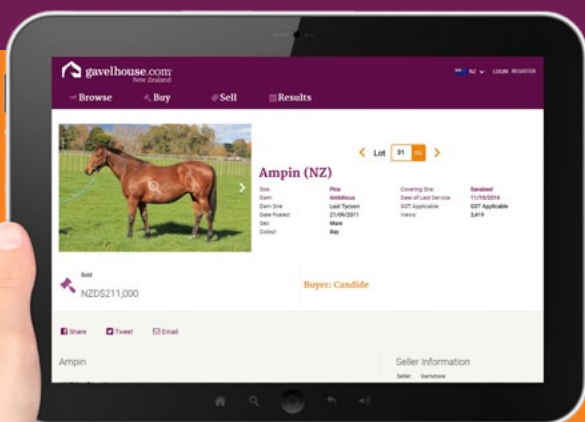 gavelhouse.com
New Zealand
NZ
LOGIN REGISTER
Browse
Buy
Sell
Results
Lot 31 GO
Ampin (NZ)
Sire: Pins
Dam: Ambitious
Dam Sire: Last Tycoon
Date Foaled: 21/09/2011
Sex: Mare
Colour: Bay
Covering Sire: Savabeel
Date of Last Service: 11/10/2016
GST Applicable: GST Applicable
Views: 3,419
Sold
NZD$211,000
Buyer: Candide
Share
Tweet
Email
Ampin
Seller Information
Seller: